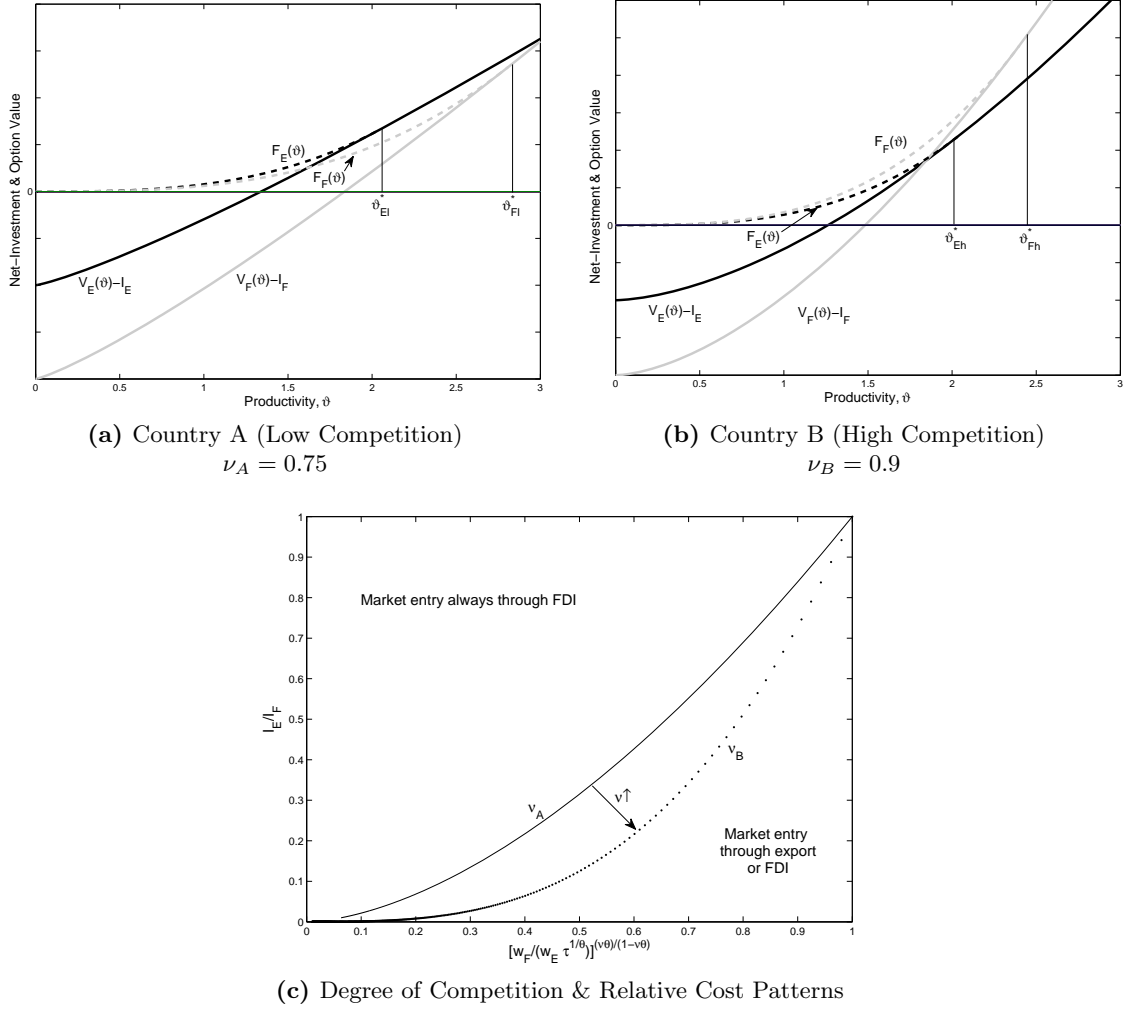 Net−Investment & Option Value
F_E(ϑ)
F_F(ϑ)
0
ϑ*_El
ϑ*_Fl
V_E(ϑ)−I_E
V_F(ϑ)−I_F
0 0.5 1 1.5 2 2.5 3
Productivity, ϑ
(a) Country A (Low Competition)
ν_A = 0.75
Net−Investment & Option Value
F_F(ϑ)
0
F_E(ϑ)
ϑ*_Eh
ϑ*_Fh
V_E(ϑ)−I_E
V_F(ϑ)−I_F
0 0.5 1 1.5 2 2.5 3
Productivity, ϑ
(b) Country B (High Competition)
ν_B = 0.9
1
0.9
0.8
0.7
0.6
0.5
0.4
0.3
0.2
0.1
0
I_E/I_F
Market entry always through FDI
ν_B
ν↑
ν_A
Market entry
through export
or FDI
0 0.1 0.2 0.3 0.4 0.5 0.6 0.7 0.8 0.9 1
[w_F/(w_E τ^{1/θ})]^{(νθ)/(1−νθ)}
(c) Degree of Competition & Relative Cost Patterns